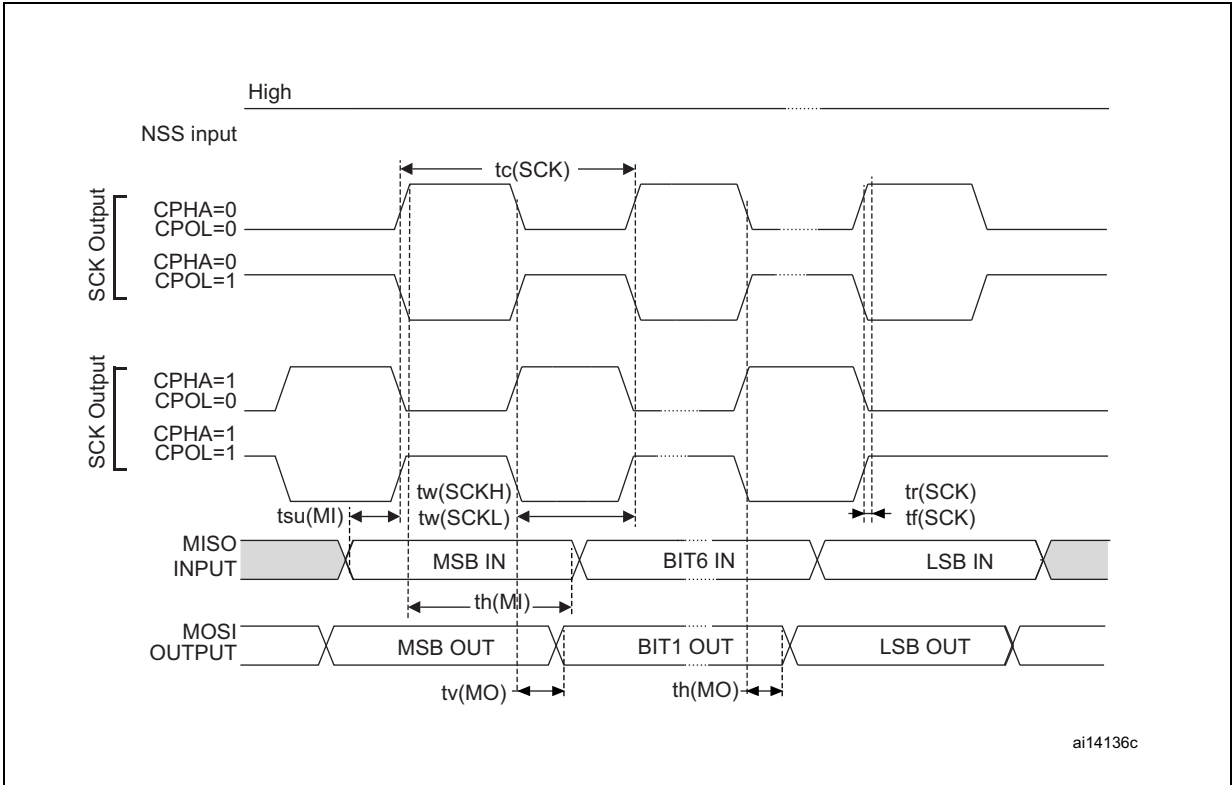 High
NSS input
tc(SCK)
SCK Output
CPHA=0
CPOL=0
CPHA=0
CPOL=1
SCK Output
CPHA=1
CPOL=0
CPHA=1
CPOL=1
tw(SCKH)
tr(SCK)
tsu(MI)
tw(SCKL)
tf(SCK)
MISO
INPUT
MSB IN
BIT6 IN
LSB IN
th(MI)
MOSI
OUTPUT
MSB OUT
BIT1 OUT
LSB OUT
tv(MO)
th(MO)
ai14136c